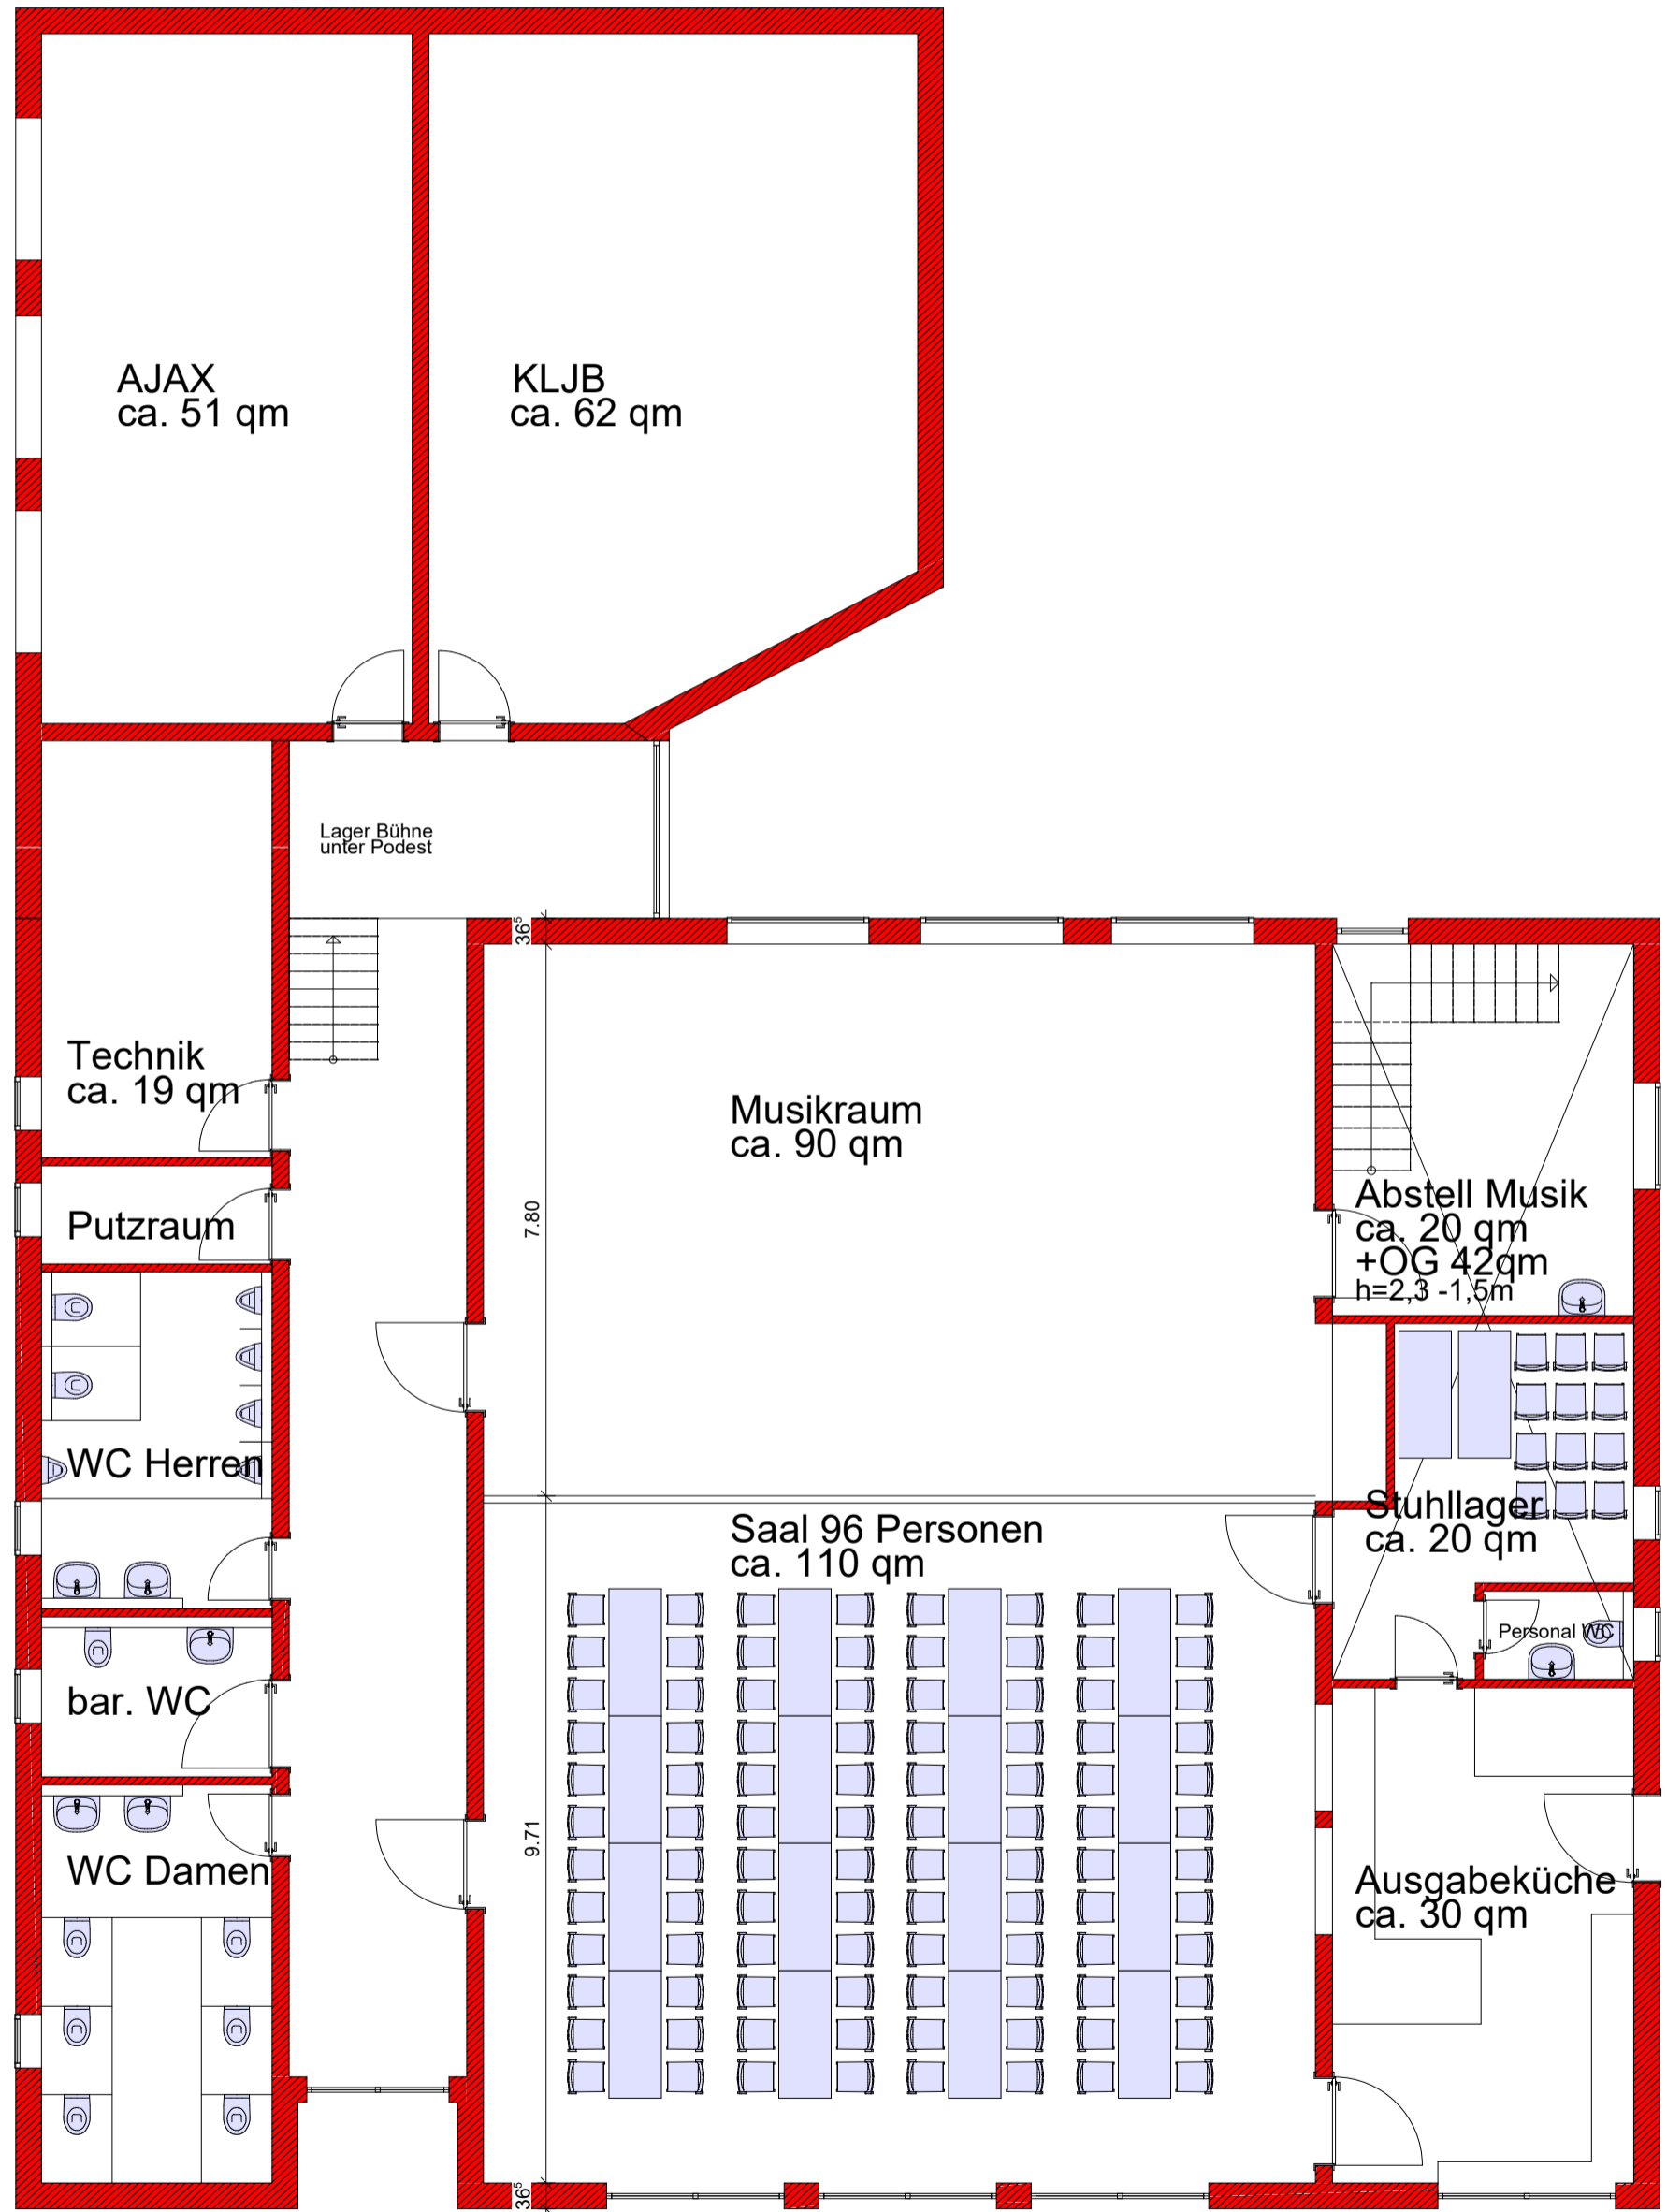 AJAX
ca. 51 qm
KLJB
ca. 62 qm
Lager Bühne
unter Podest
36⁵
Technik
ca. 19 qm
Musikraum
ca. 90 qm
Putzraum
7.80
Abstell Musik
ca. 20 qm
+OG 42qm
h=2,3 -1,5m
WC Herren
Stuhllager
ca. 20 qm
Saal 96 Personen
ca. 110 qm
Personal WC
bar. WC
9.71
WC Damen
Ausgabeküche
ca. 30 qm
36⁵